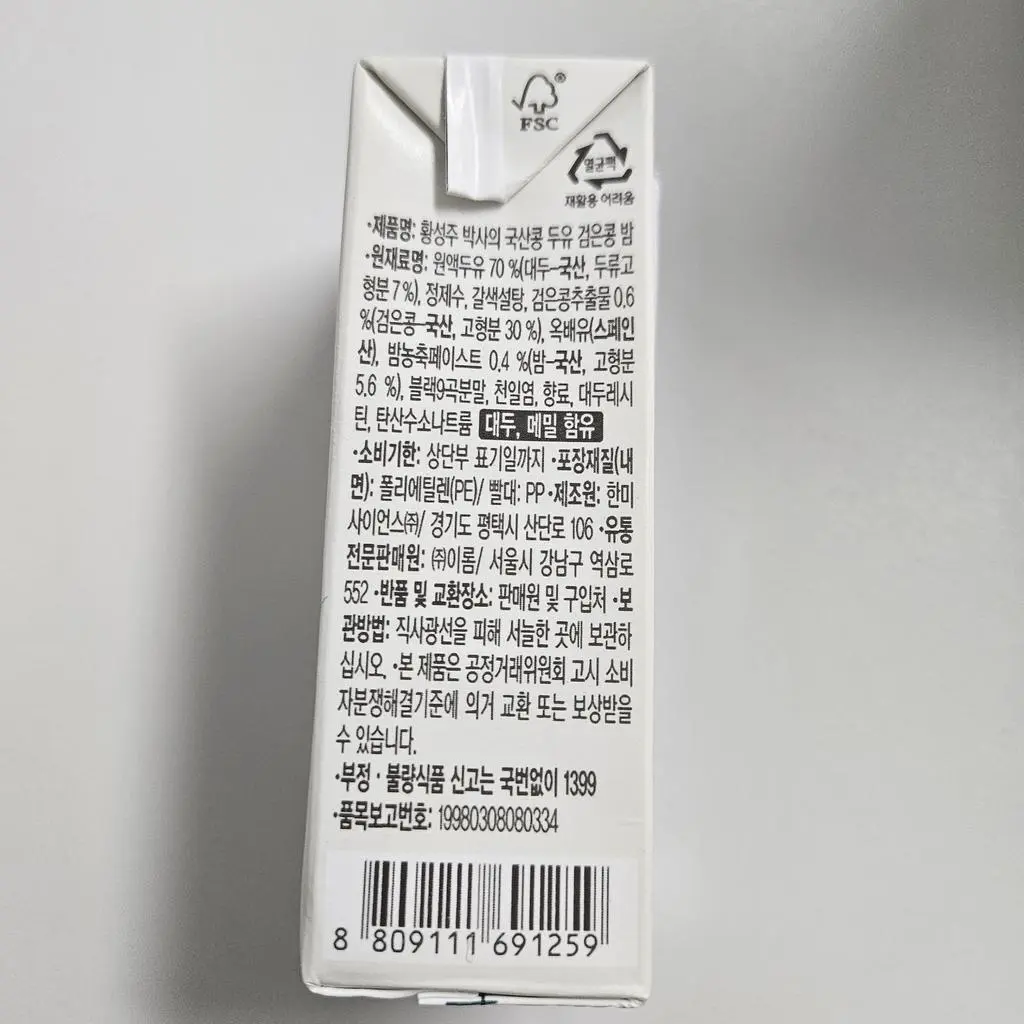 FSC®
멸균팩
재활용 어려움
·제품명: 황성주 박사의 국산콩 두유 검은콩 밤
·원재료명: 원액두유 70 %(대두-국산, 두류고
형분 7 %), 정제수, 갈색설탕, 검은콩추출물 0.6
%(검은콩-국산, 고형분 30 %), 옥배유(스페인
산), 밤농축페이스트 0.4 %(밤-국산, 고형분
5.6 %), 블랙9곡분말, 천일염, 향료, 대두레시
틴, 탄산수소나트륨 대두, 메밀 함유
·소비기한: 상단부 표기일까지 ·포장재질(내
면): 폴리에틸렌(PE)/ 빨대: PP ·제조원: 한미
사이언스㈜/ 경기도 평택시 산단로 106 ·유통
전문판매원: ㈜이롬/ 서울시 강남구 역삼로
552 ·반품 및 교환장소: 판매원 및 구입처 ·보
관방법: 직사광선을 피해 서늘한 곳에 보관하
십시오. ·본 제품은 공정거래위원회 고시 소비
자분쟁해결기준에 의거 교환 또는 보상받을
수 있습니다.
·부정·불량식품 신고는 국번없이 1399
·품목보고번호: 19980308080334
8 809111 691259